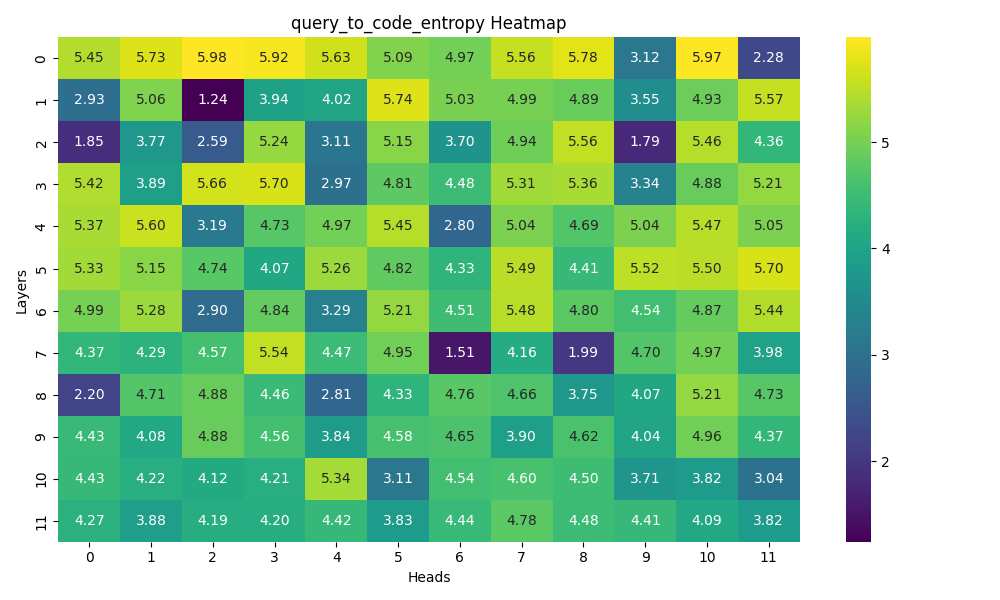 query_to_code_entropy Heatmap
0 5.45 5.73 5.98 5.92 5.63 5.09 4.97 5.56 5.78 3.12 5.97 2.28
1 2.93 5.06 1.24 3.94 4.02 5.74 5.03 4.99 4.89 3.55 4.93 5.57
2 1.85 3.77 2.59 5.24 3.11 5.15 3.70 4.94 5.56 1.79 5.46 4.36
3 5.42 3.89 5.66 5.70 2.97 4.81 4.48 5.31 5.36 3.34 4.88 5.21
4 5.37 5.60 3.19 4.73 4.97 5.45 2.80 5.04 4.69 5.04 5.47 5.05
5 5.33 5.15 4.74 4.07 5.26 4.82 4.33 5.49 4.41 5.52 5.50 5.70
6 4.99 5.28 2.90 4.84 3.29 5.21 4.51 5.48 4.80 4.54 4.87 5.44
7 4.37 4.29 4.57 5.54 4.47 4.95 1.51 4.16 1.99 4.70 4.97 3.98
8 2.20 4.71 4.88 4.46 2.81 4.33 4.76 4.66 3.75 4.07 5.21 4.73
9 4.43 4.08 4.88 4.56 3.84 4.58 4.65 3.90 4.62 4.04 4.96 4.37
10 4.43 4.22 4.12 4.21 5.34 3.11 4.54 4.60 4.50 3.71 3.82 3.04
11 4.27 3.88 4.19 4.20 4.42 3.83 4.44 4.78 4.48 4.41 4.09 3.82
0 1 2 3 4 5 6 7 8 9 10 11
Heads
Layers
5
4
3
2